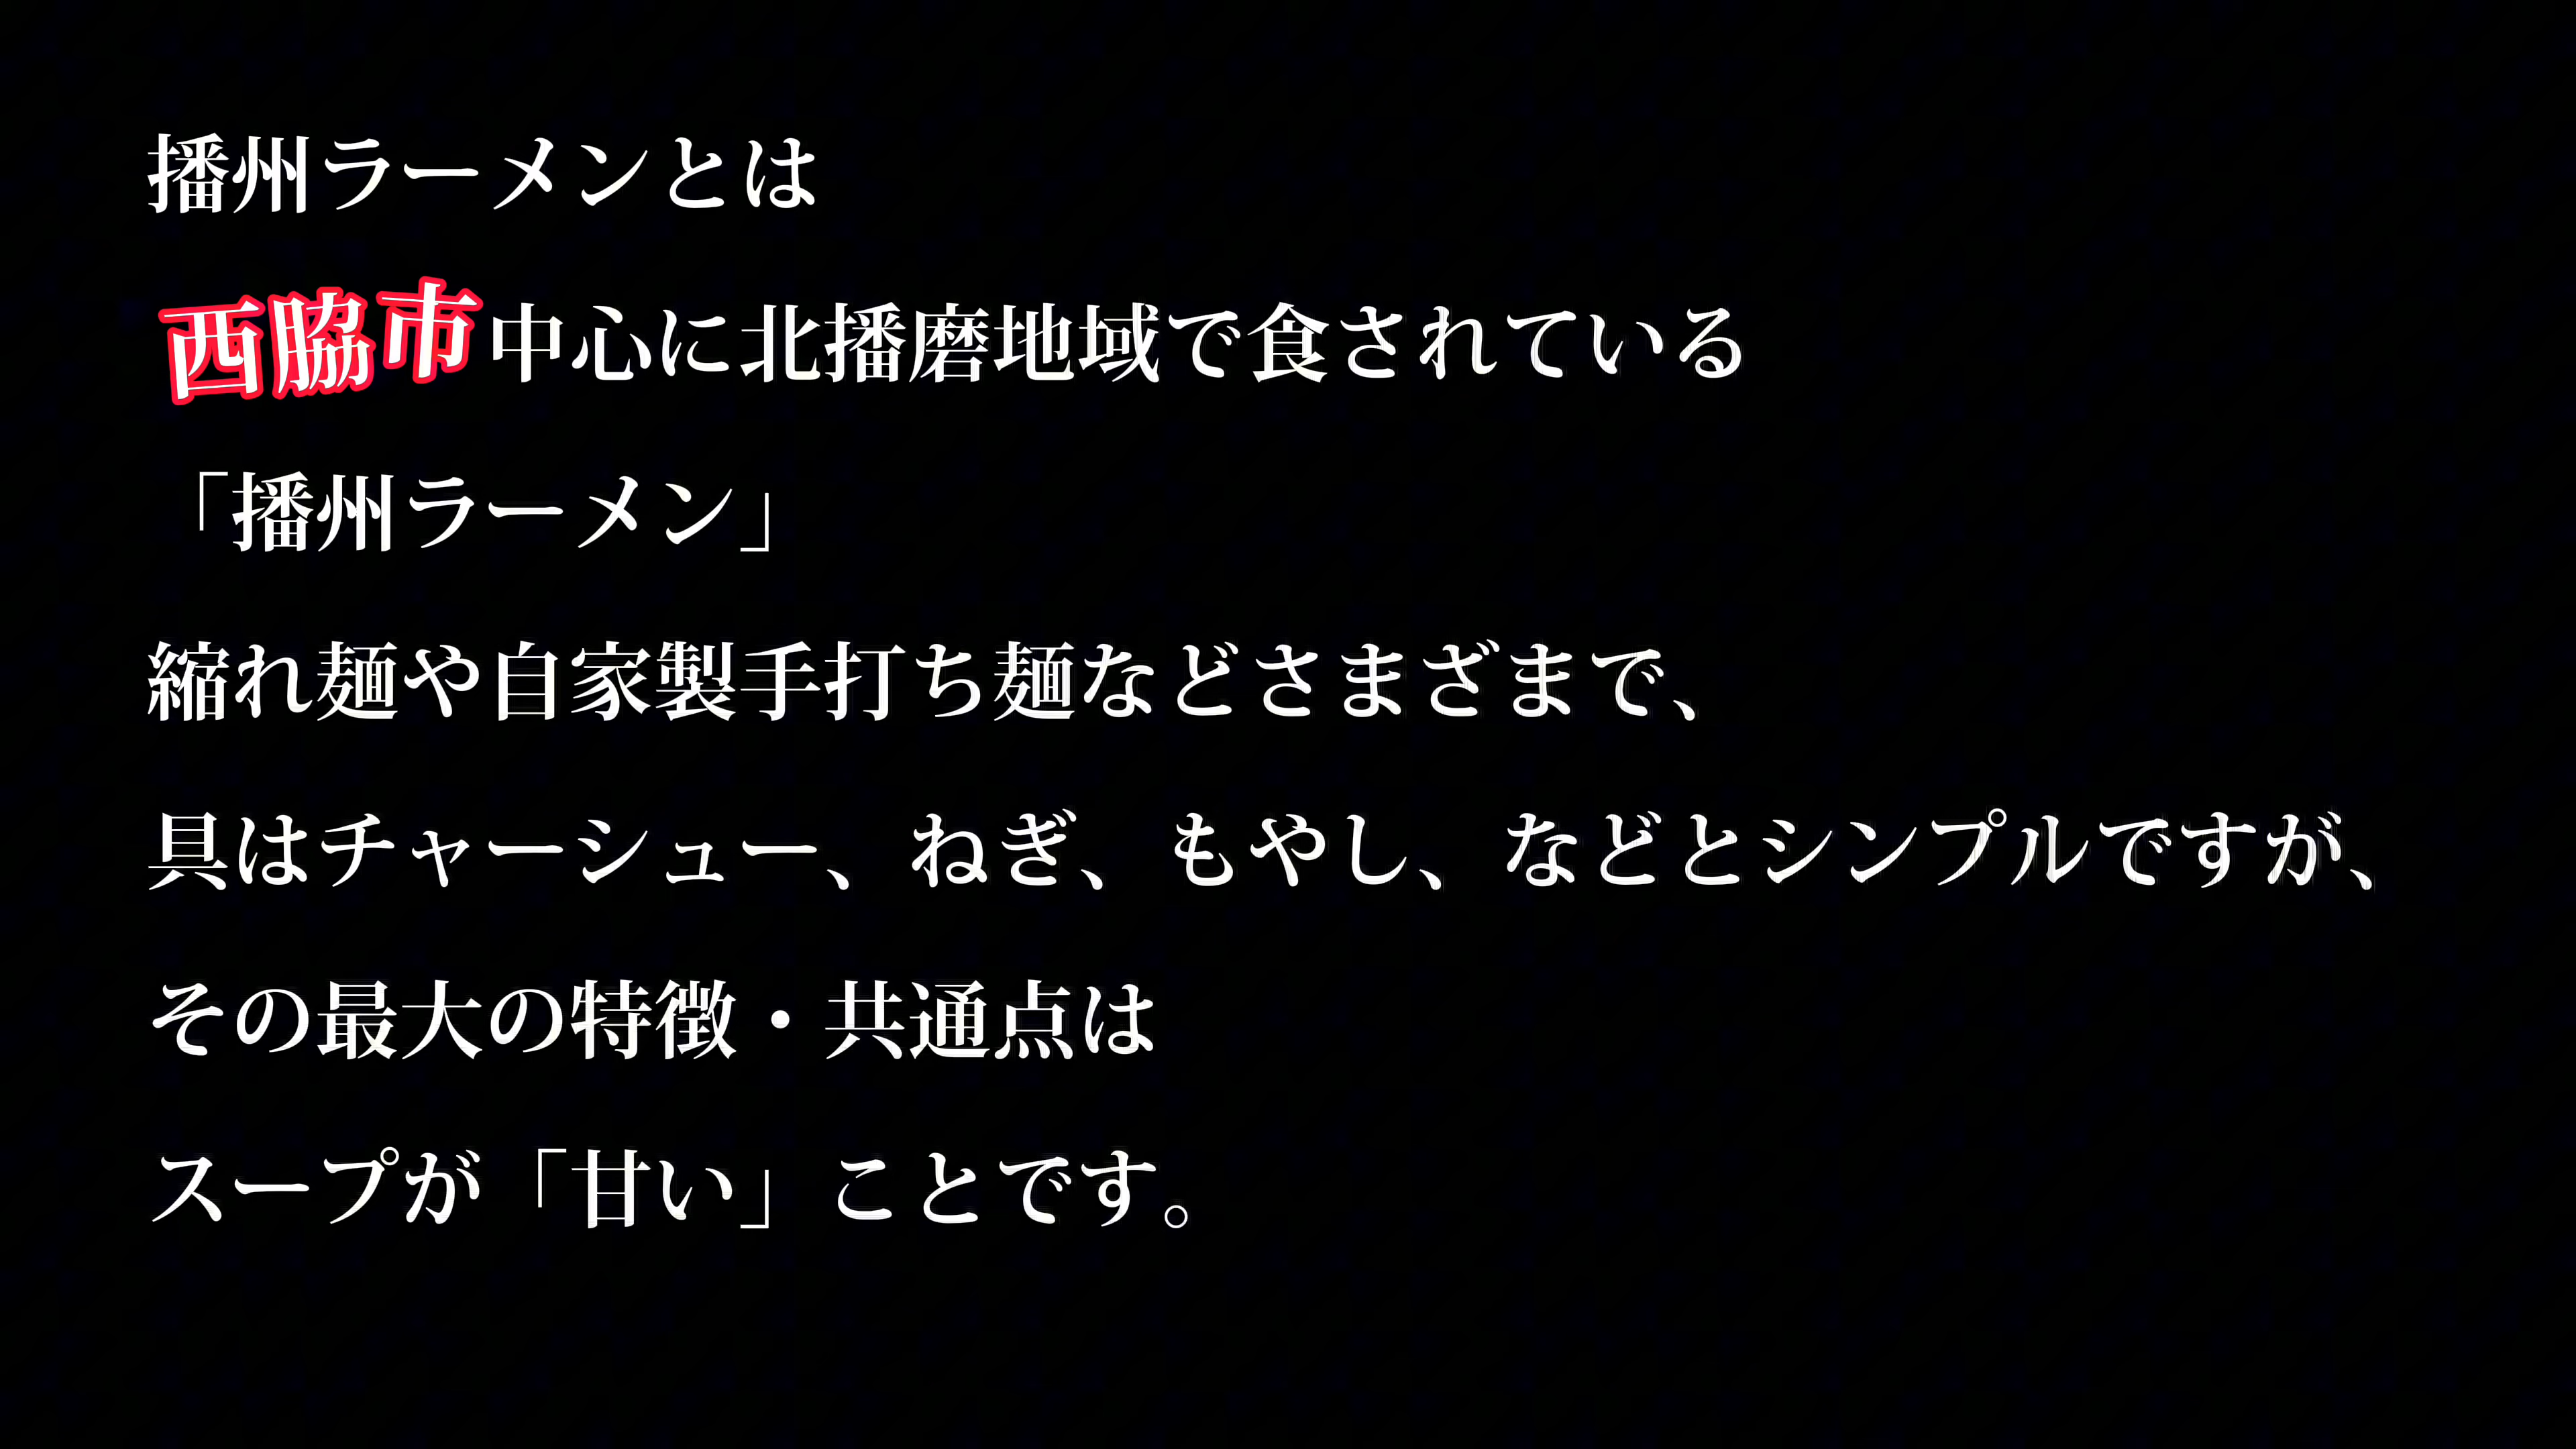 播州ラーメンとは
西脇市中心に北播磨地域で食されている
「播州ラーメン」
縮れ麺や自家製手打ち麺などさまざまで、
具はチャーシュー、ねぎ、もやし、などとシンプルですが、
その最大の特徴・共通点は
スープが「甘い」ことです。